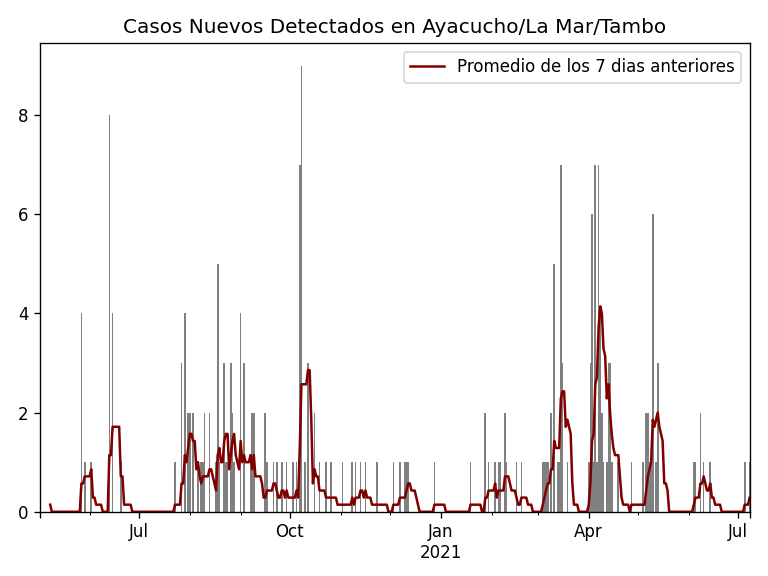 Casos Nuevos Detectados en Ayacucho/La Mar/Tambo
Promedio de los 7 dias anteriores
8
6
4
2
0
Jul
Oct
Jan
2021
Apr
Jul